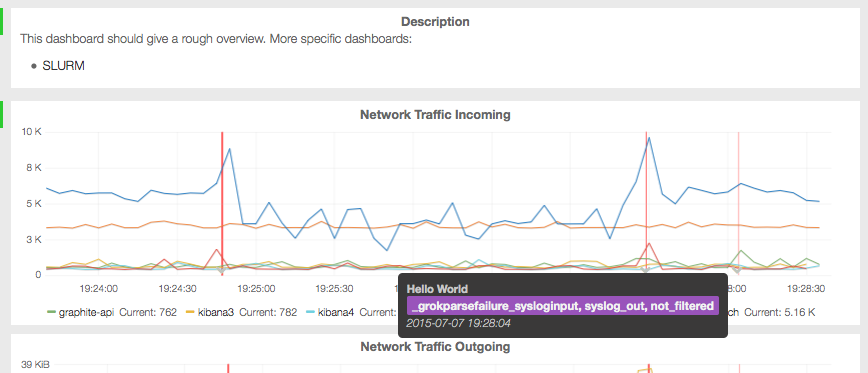 Description
This dashboard should give a rough overview. More specific dashboards:
SLURM
Network Traffic Incoming
10 K
8 K
5 K
3 K
0
19:24:00 19:24:30 19:25:00 19:25:30 8:00 19:28:30
graphite-api Current: 762 kibana3 Current: 782 kibana4 Curre ch Current: 5.16 K
Hello World
_grokparsefailure_sysloginput, syslog_out, not_filtered
2015-07-07 19:28:04
Network Traffic Outgoing
39 KiB